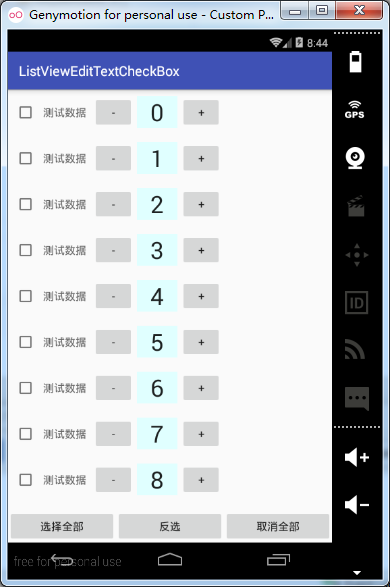 Genymotion for personal use - Custom P...
8:44
ListViewEditTextCheckBox
测试数据 - 0 +
测试数据 - 1 +
测试数据 - 2 +
测试数据 - 3 +
测试数据 - 4 +
测试数据 - 5 +
测试数据 - 6 +
测试数据 - 7 +
测试数据 - 8 +
选择全部 反选 取消全部
free for personal use
GPS
ID